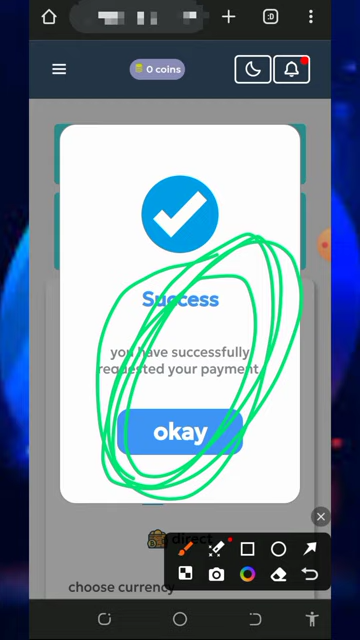 :D
0 coins
Success
you have successfully
requested your payment
okay
direct
choose currency